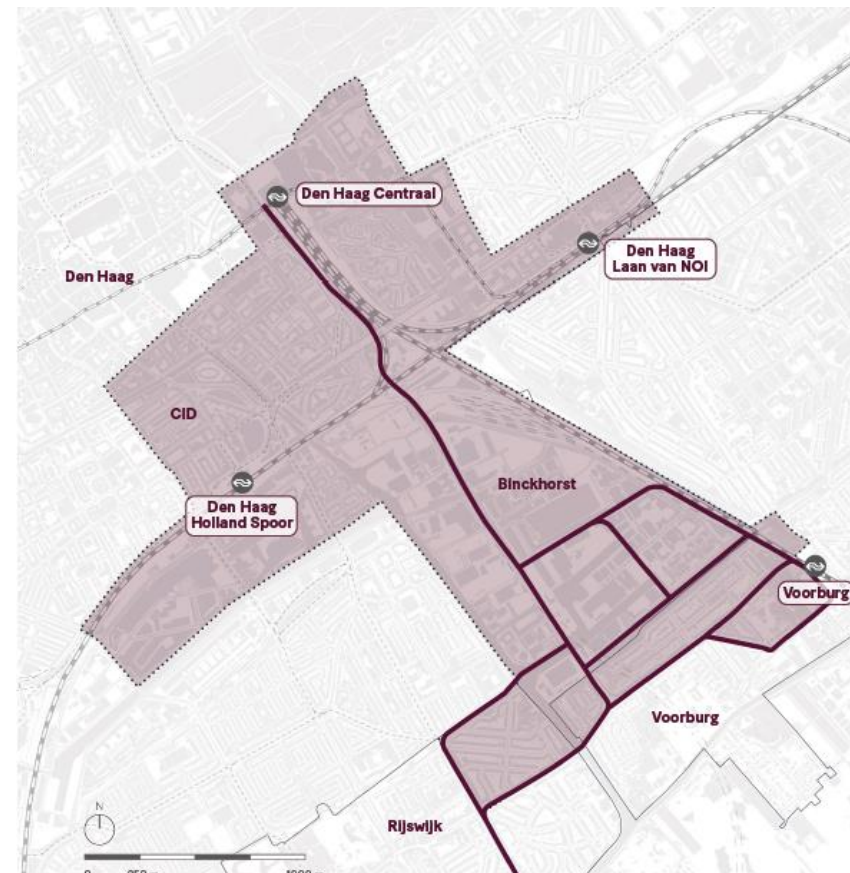 Den Haag Centraal
Den Haag
Laan van NOI
Den Haag
CID
Binckhorst
Den Haag
Holland Spoor
Voorburg
Voorburg
Rijswijk
N